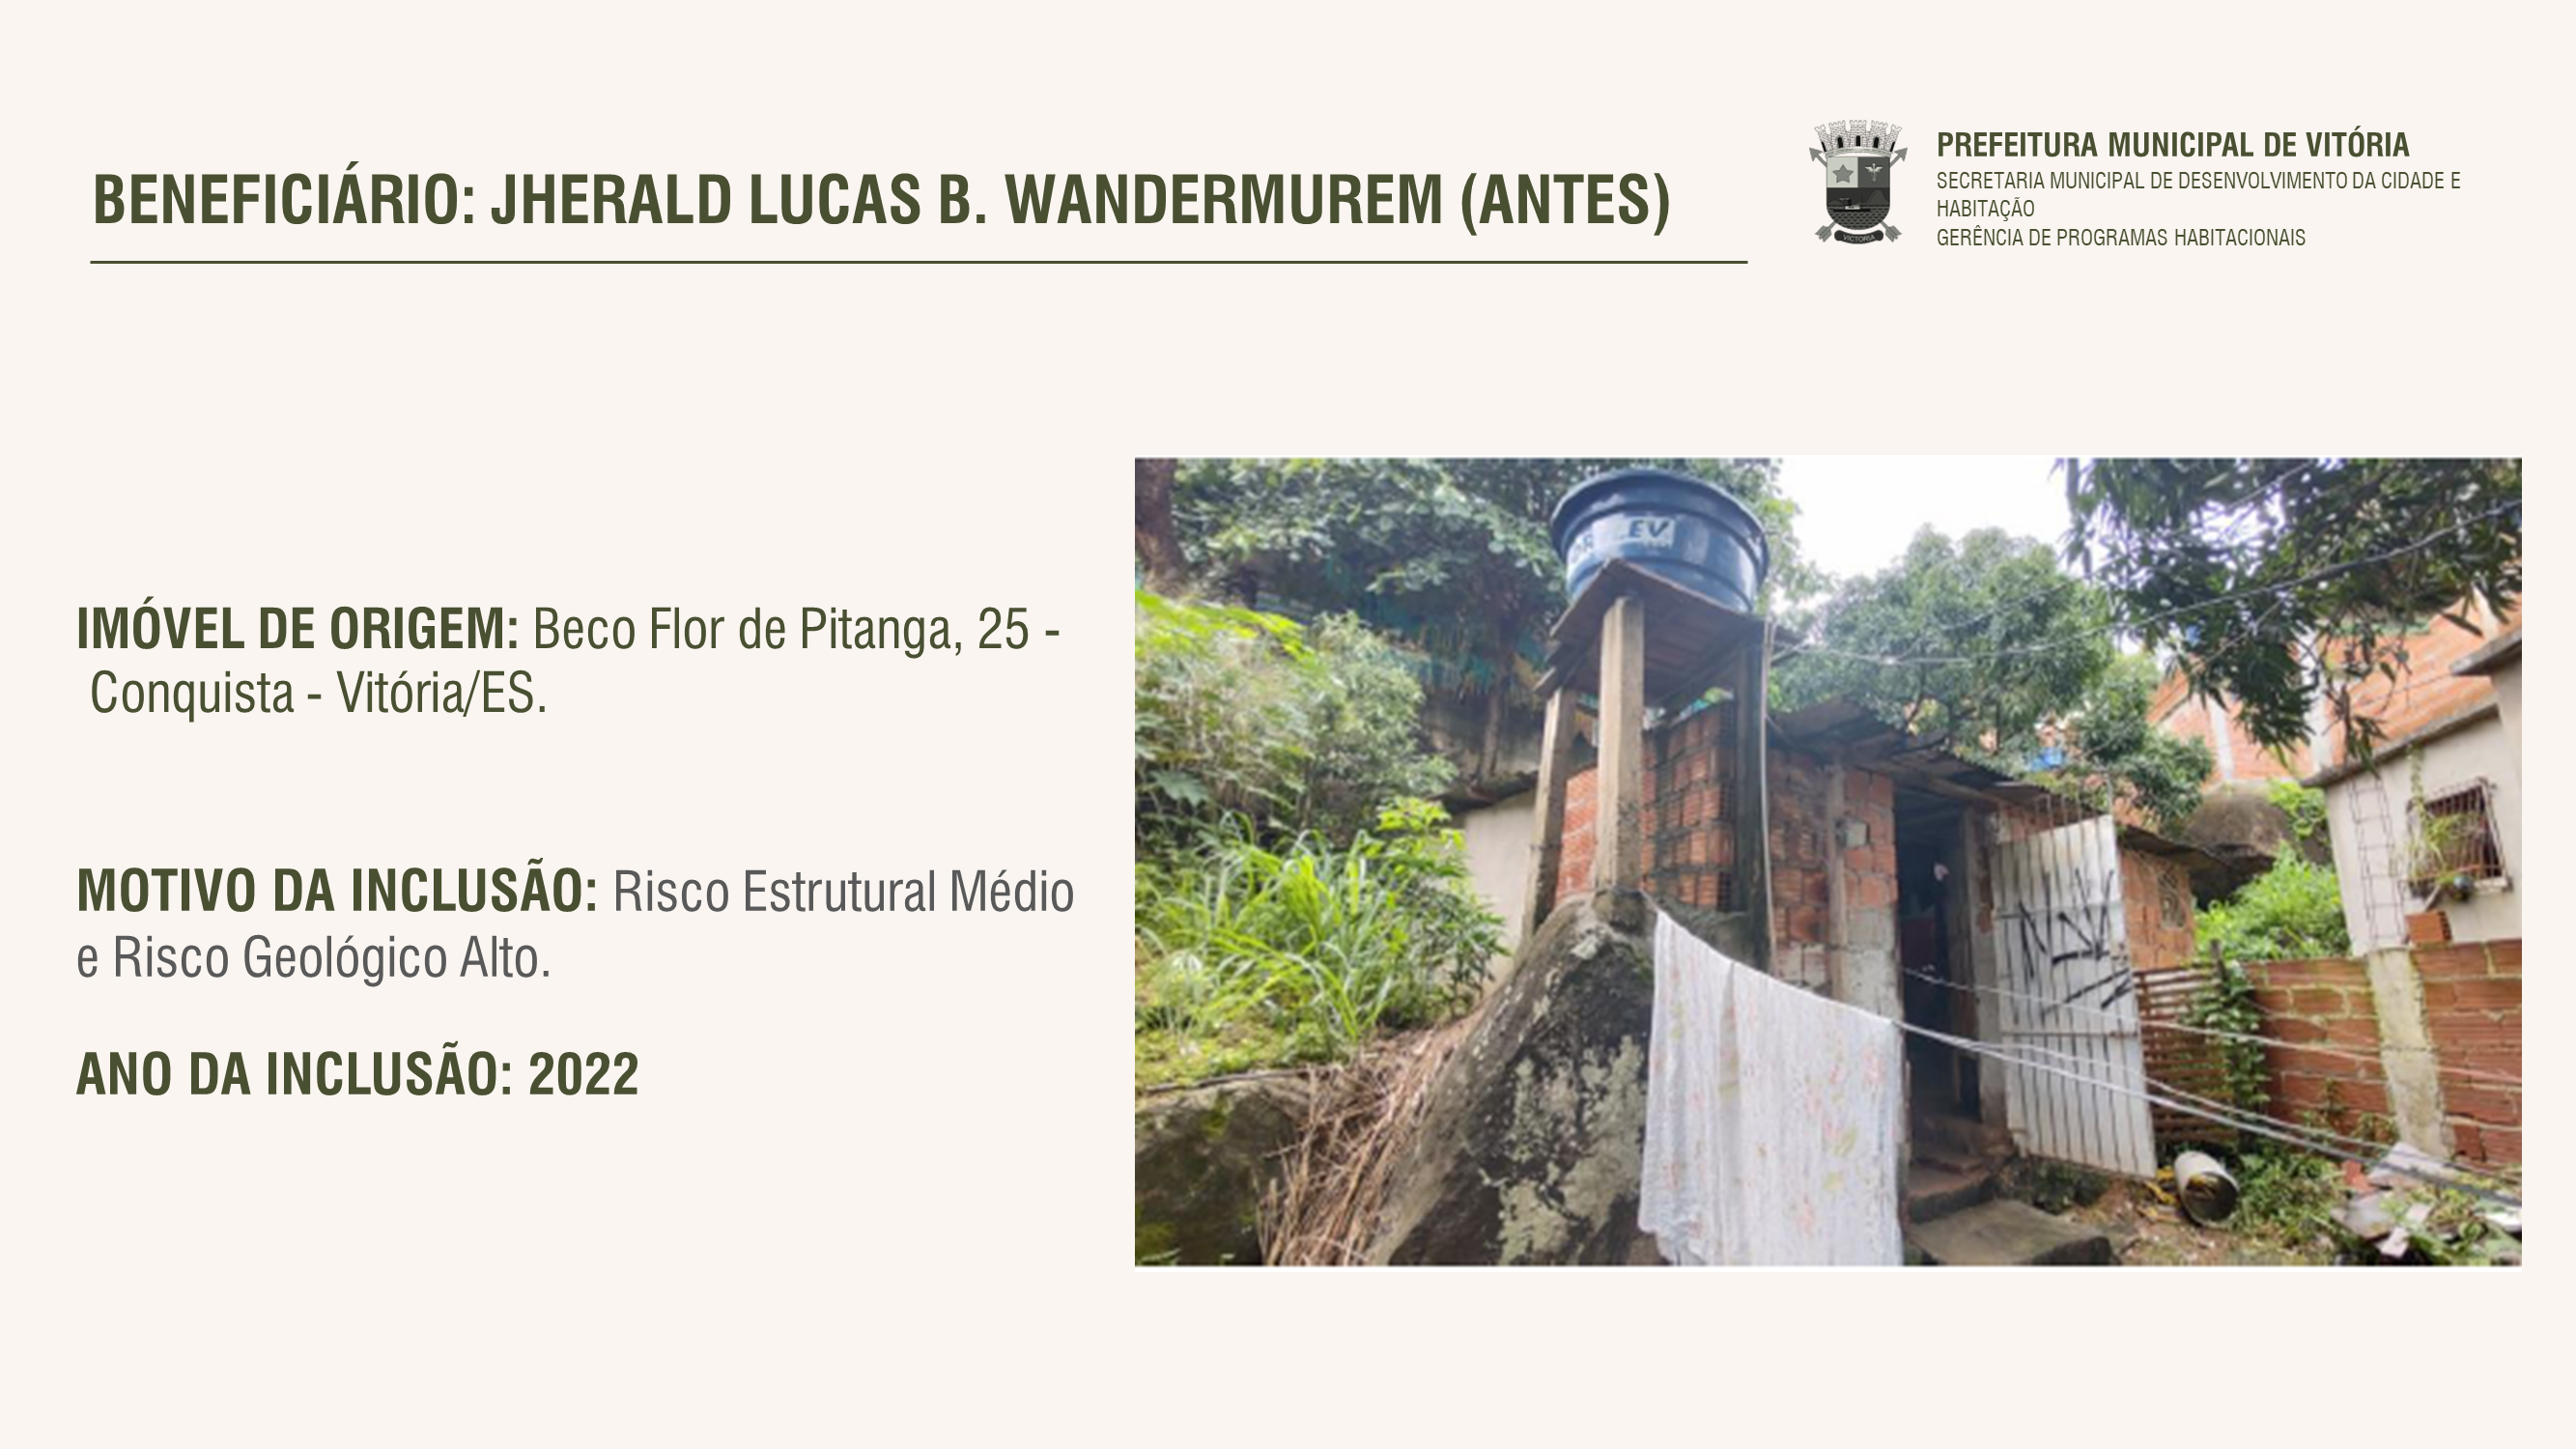 BENEFICIÁRIO: JHERALD LUCAS B. WANDERMUREM (ANTES)
PREFEITURA MUNICIPAL DE VITÓRIA
SECRETARIA MUNICIPAL DE DESENVOLVIMENTO DA CIDADE E
HABITAÇÃO
GERÊNCIA DE PROGRAMAS HABITACIONAIS
VICTORIA
IMÓVEL DE ORIGEM: Beco Flor de Pitanga, 25 -
Conquista - Vitória/ES.
MOTIVO DA INCLUSÃO: Risco Estrutural Médio
e Risco Geológico Alto.
ANO DA INCLUSÃO: 2022